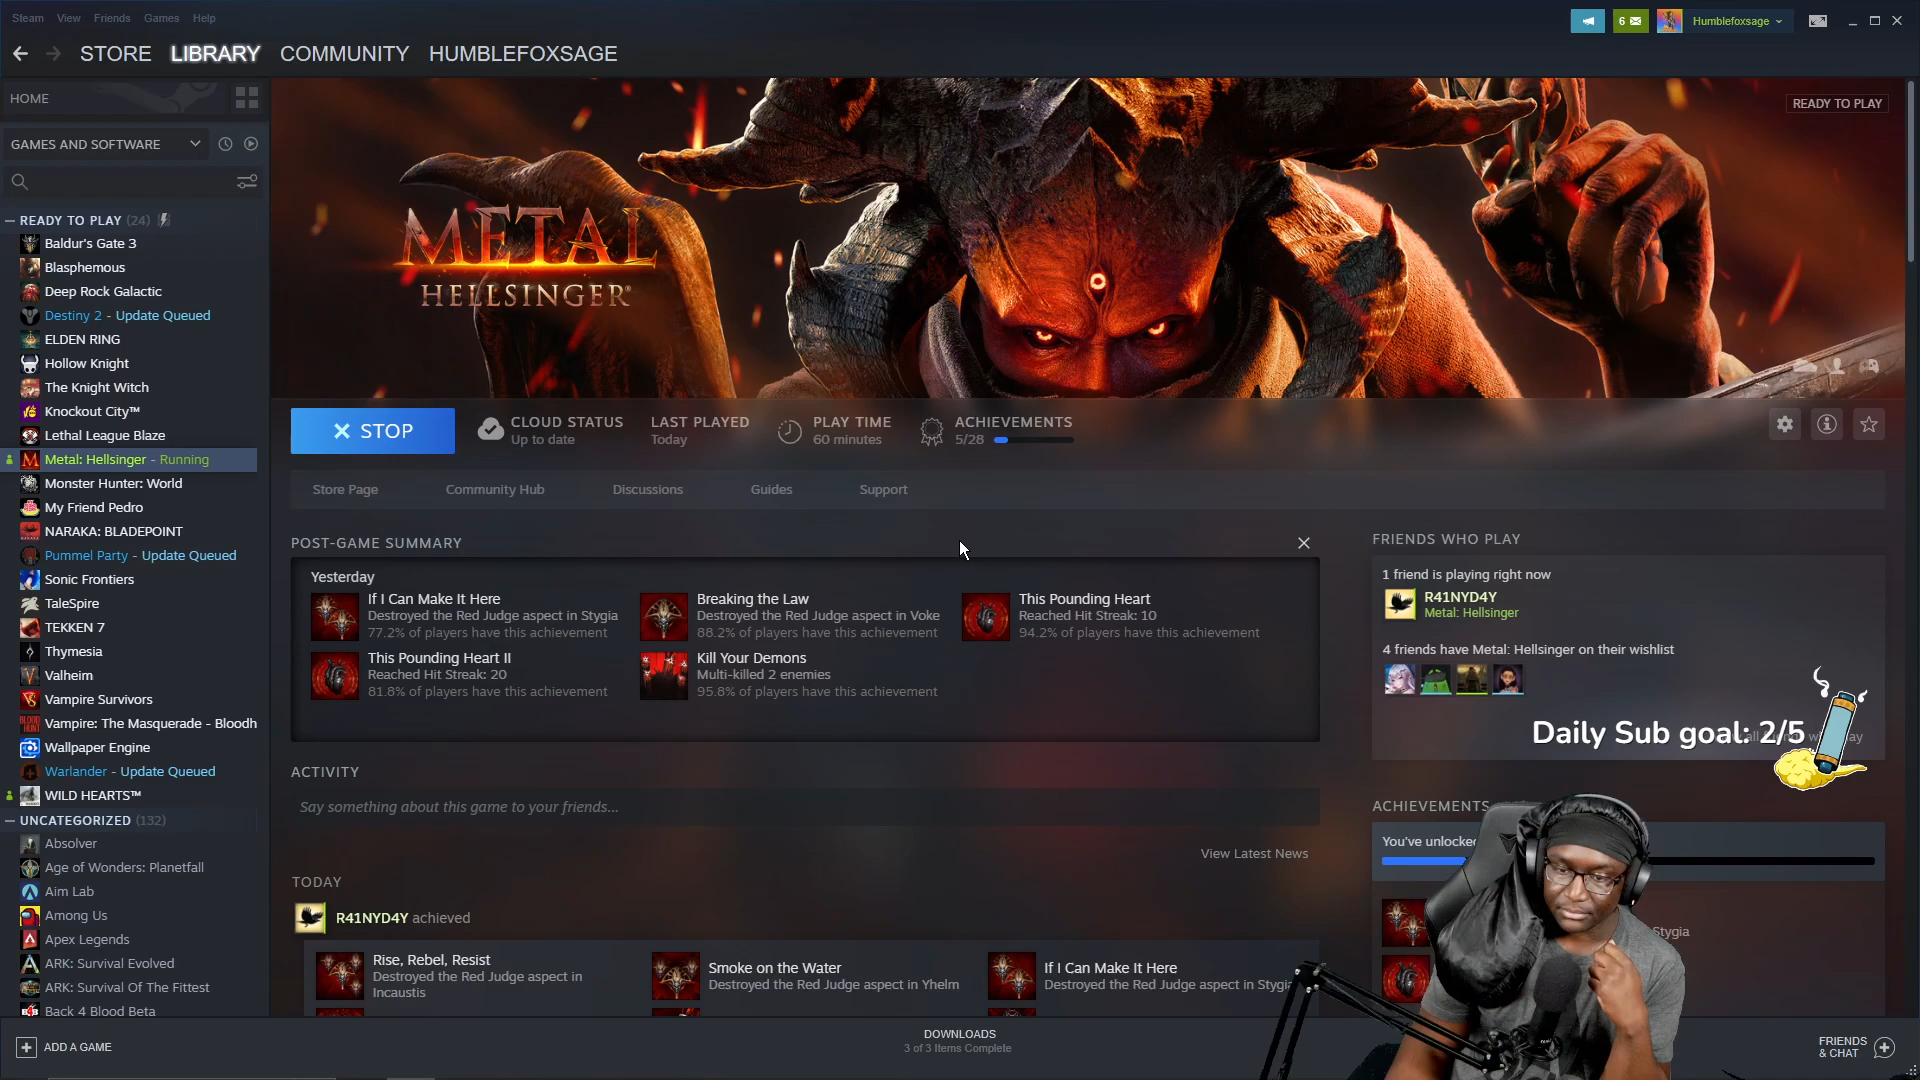 Steam View Friends Games Help
6
Humblefoxsage
STORE LIBRARY COMMUNITY HUMBLEFOXSAGE
HOME
GAMES AND SOFTWARE
READY TO PLAY (24)
Baldur's Gate 3
Blasphemous
Deep Rock Galactic
Destiny 2 - Update Queued
ELDEN RING
Hollow Knight
The Knight Witch
Knockout City™
Lethal League Blaze
Metal: Hellsinger - Running
Monster Hunter: World
My Friend Pedro
NARAKA: BLADEPOINT
Pummel Party - Update Queued
Sonic Frontiers
TaleSpire
TEKKEN 7
Thymesia
Valheim
Vampire Survivors
Vampire: The Masquerade - Bloodh
Wallpaper Engine
Warlander - Update Queued
WILD HEARTS™
UNCATEGORIZED (132)
Absolver
Age of Wonders: Planetfall
Aim Lab
Among Us
Apex Legends
ARK: Survival Evolved
ARK: Survival Of The Fittest
Back 4 Blood Beta
ADD A GAME
READY TO PLAY
METAL
HELLSINGER®
STOP
CLOUD STATUS
Up to date
LAST PLAYED
Today
PLAY TIME
60 minutes
ACHIEVEMENTS
5/28
Store Page Community Hub Discussions Guides Support
POST-GAME SUMMARY
Yesterday
If I Can Make It Here
Destroyed the Red Judge aspect in Stygia
77.2% of players have this achievement
Breaking the Law
Destroyed the Red Judge aspect in Voke
88.2% of players have this achievement
This Pounding Heart
Reached Hit Streak: 10
94.2% of players have this achievement
This Pounding Heart II
Reached Hit Streak: 20
81.8% of players have this achievement
Kill Your Demons
Multi-killed 2 enemies
95.8% of players have this achievement
ACTIVITY
Say something about this game to your friends...
View Latest News
TODAY
R41NYD4Y achieved
Rise, Rebel, Resist
Destroyed the Red Judge aspect in
Incaustis
Smoke on the Water
Destroyed the Red Judge aspect in Yhelm
If I Can Make It Here
Destroyed the Red Judge aspect in Stygia
FRIENDS WHO PLAY
1 friend is playing right now
R41NYD4Y
Metal: Hellsinger
4 friends have Metal: Hellsinger on their wishlist
Daily Sub goal: 2/5
ACHIEVEMENTS
You've unlocked
Stygia
DOWNLOADS
3 of 3 Items Complete
FRIENDS
& CHAT